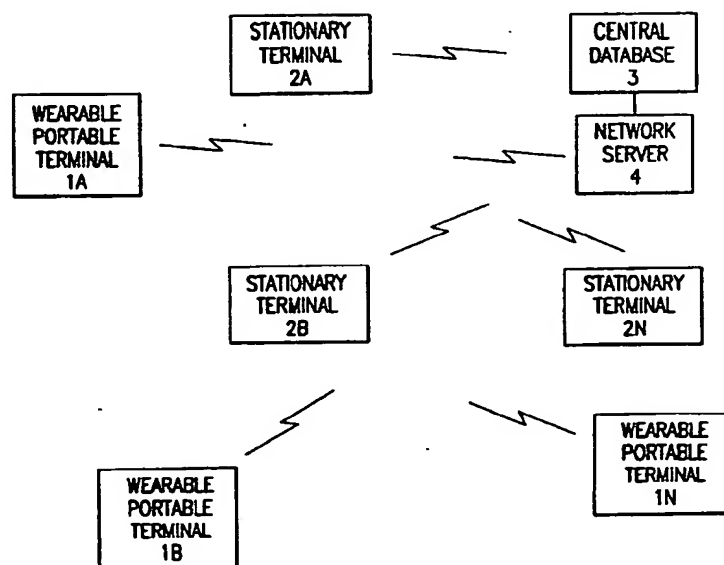 STATIONARY
TERMINAL
2A
CENTRAL
DATABASE
3
WEARABLE
PORTABLE
TERMINAL
1A
NETWORK
SERVER
4
STATIONARY
TERMINAL
2B
STATIONARY
TERMINAL
2N
WEARABLE
PORTABLE
TERMINAL
1B
WEARABLE
PORTABLE
TERMINAL
1N